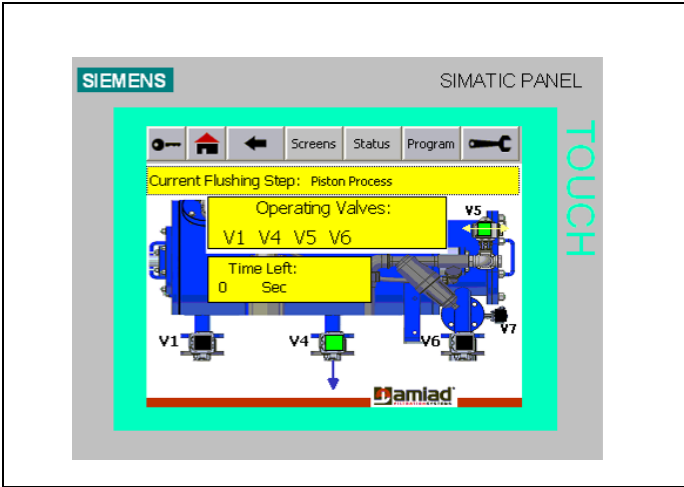 SIEMENS
SIMATIC PANEL
TOUCH
Screens Status Program
Current Flushing Step: Piston Process
Operating Valves:
V1 V4 V5 V6
Time Left:
0 Sec
V5
V7
V1
V4
V6
amiad